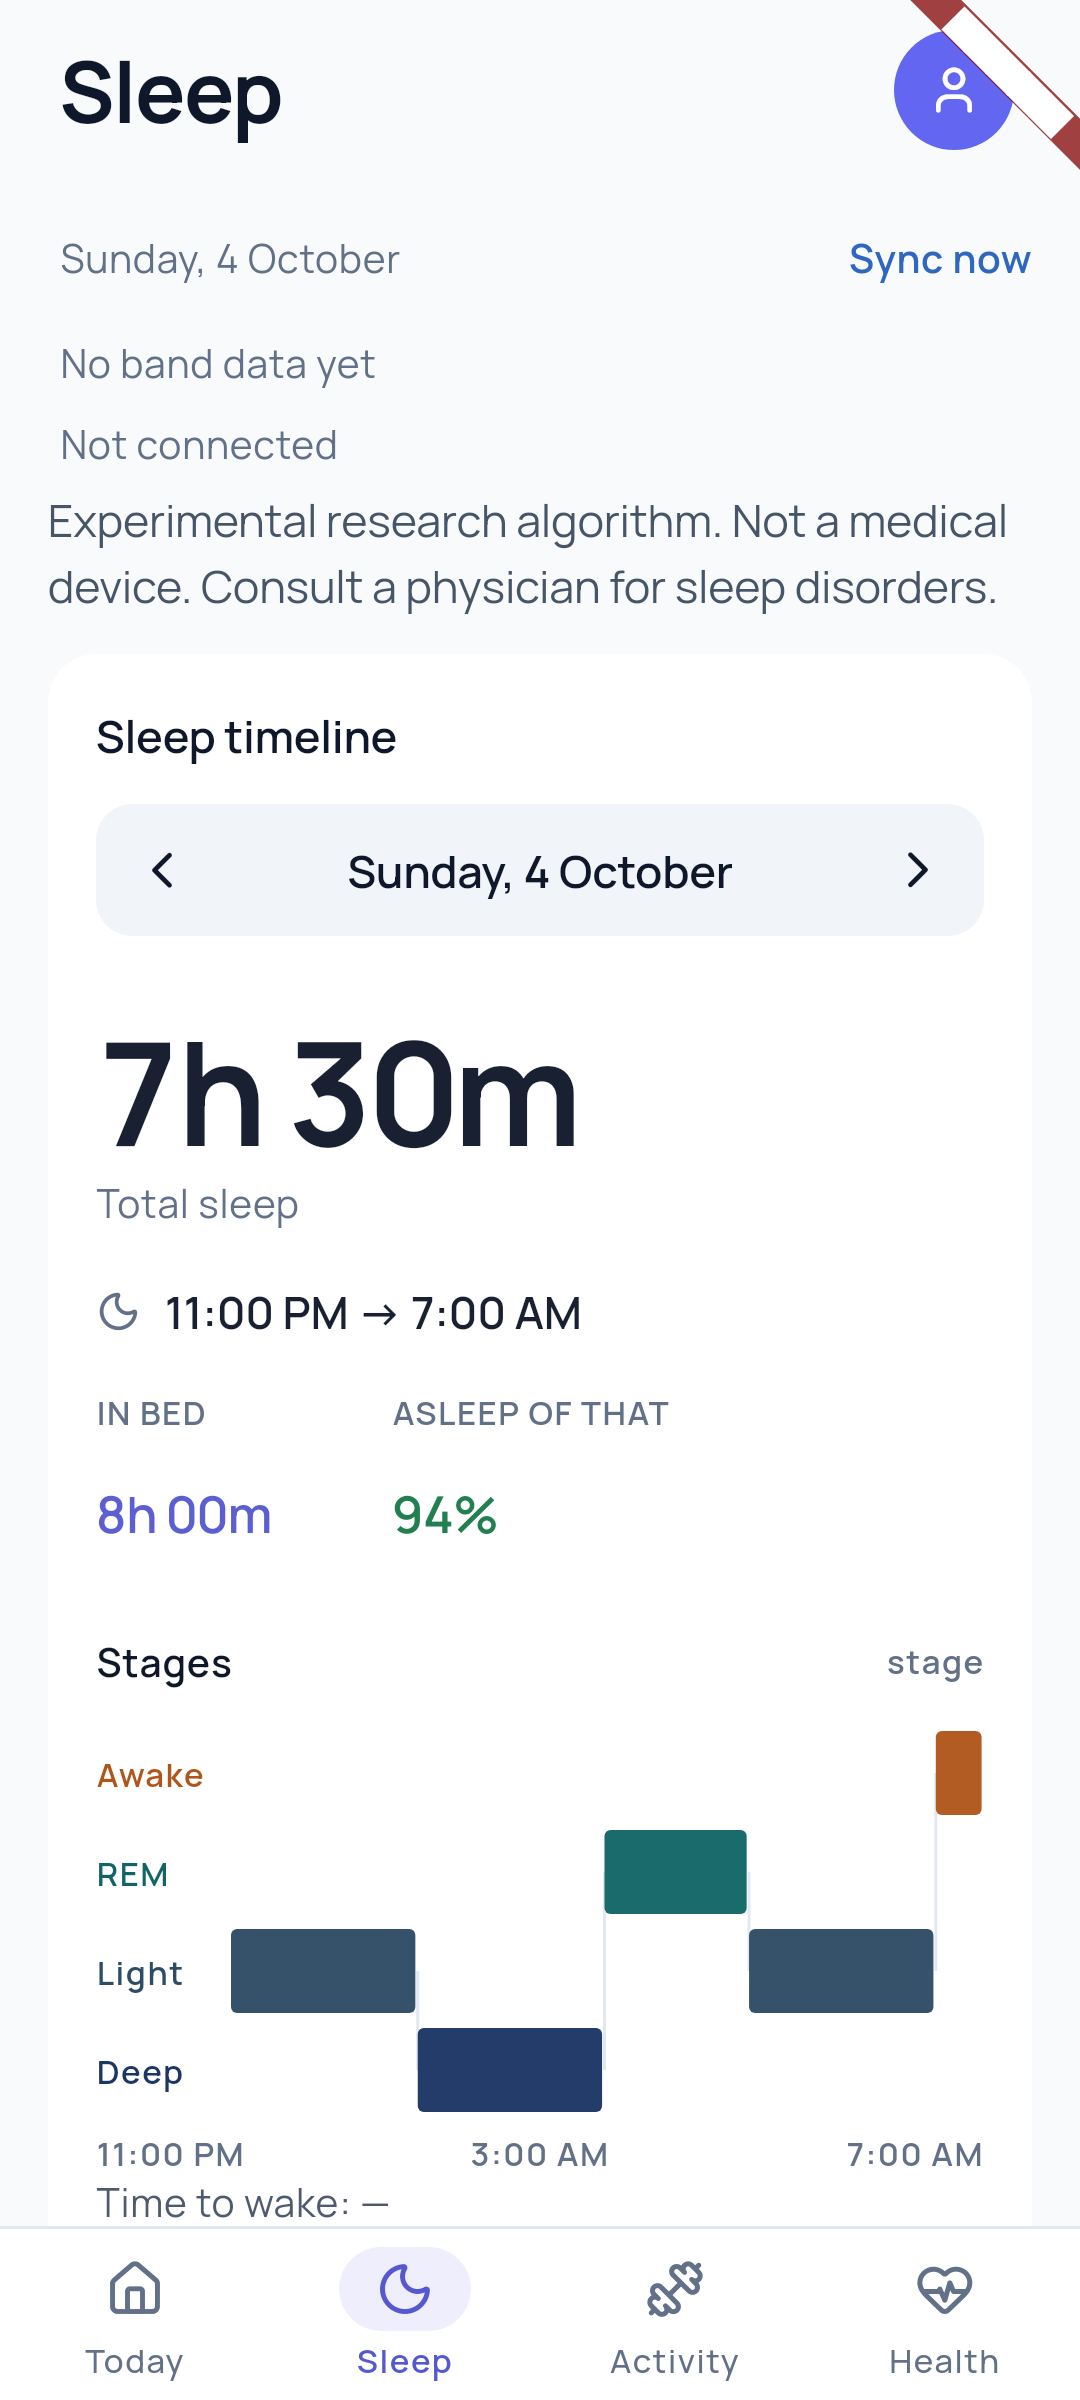 Sleep
Sunday, 4 October
Sync now
No band data yet
Not connected
Experimental research algorithm. Not a medical
device. Consult a physician for sleep disorders.
Sleep timeline
Sunday, 4 October
7h 30m
Total sleep
11:00 PM → 7:00 AM
IN BED
ASLEEP OF THAT
8h 00m
94%
Stages
stage
Awake
REM
Light
Deep
11:00 PM
3:00 AM
7:00 AM
Time to wake: —
Today
Sleep
Activity
Health